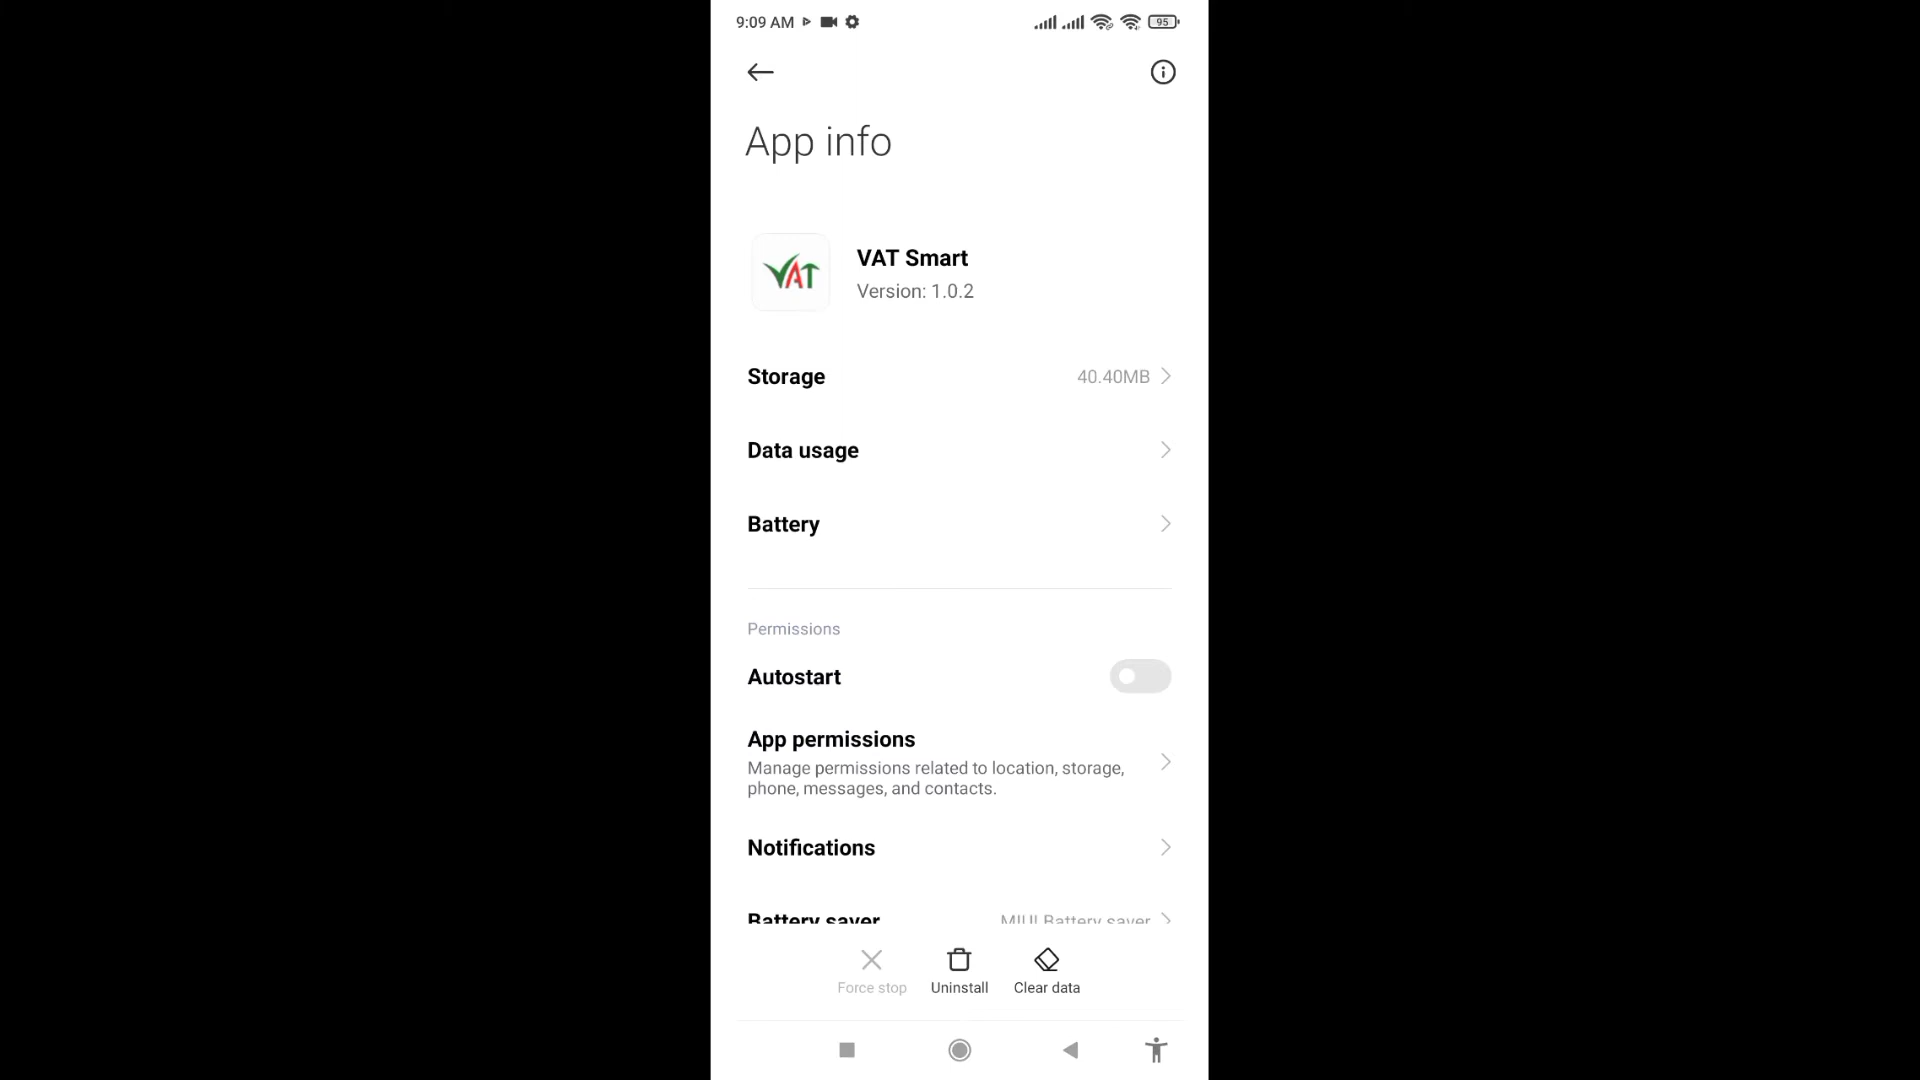 9:09 AM
95
App info
VAT
VAT Smart
Version: 1.0.2
Storage
40.40MB
Data usage
Battery
Permissions
Autostart
App permissions
Manage permissions related to location, storage,
phone, messages, and contacts.
Notifications
Battery saver
MIUI Battery saver
Force stop
Uninstall
Clear data